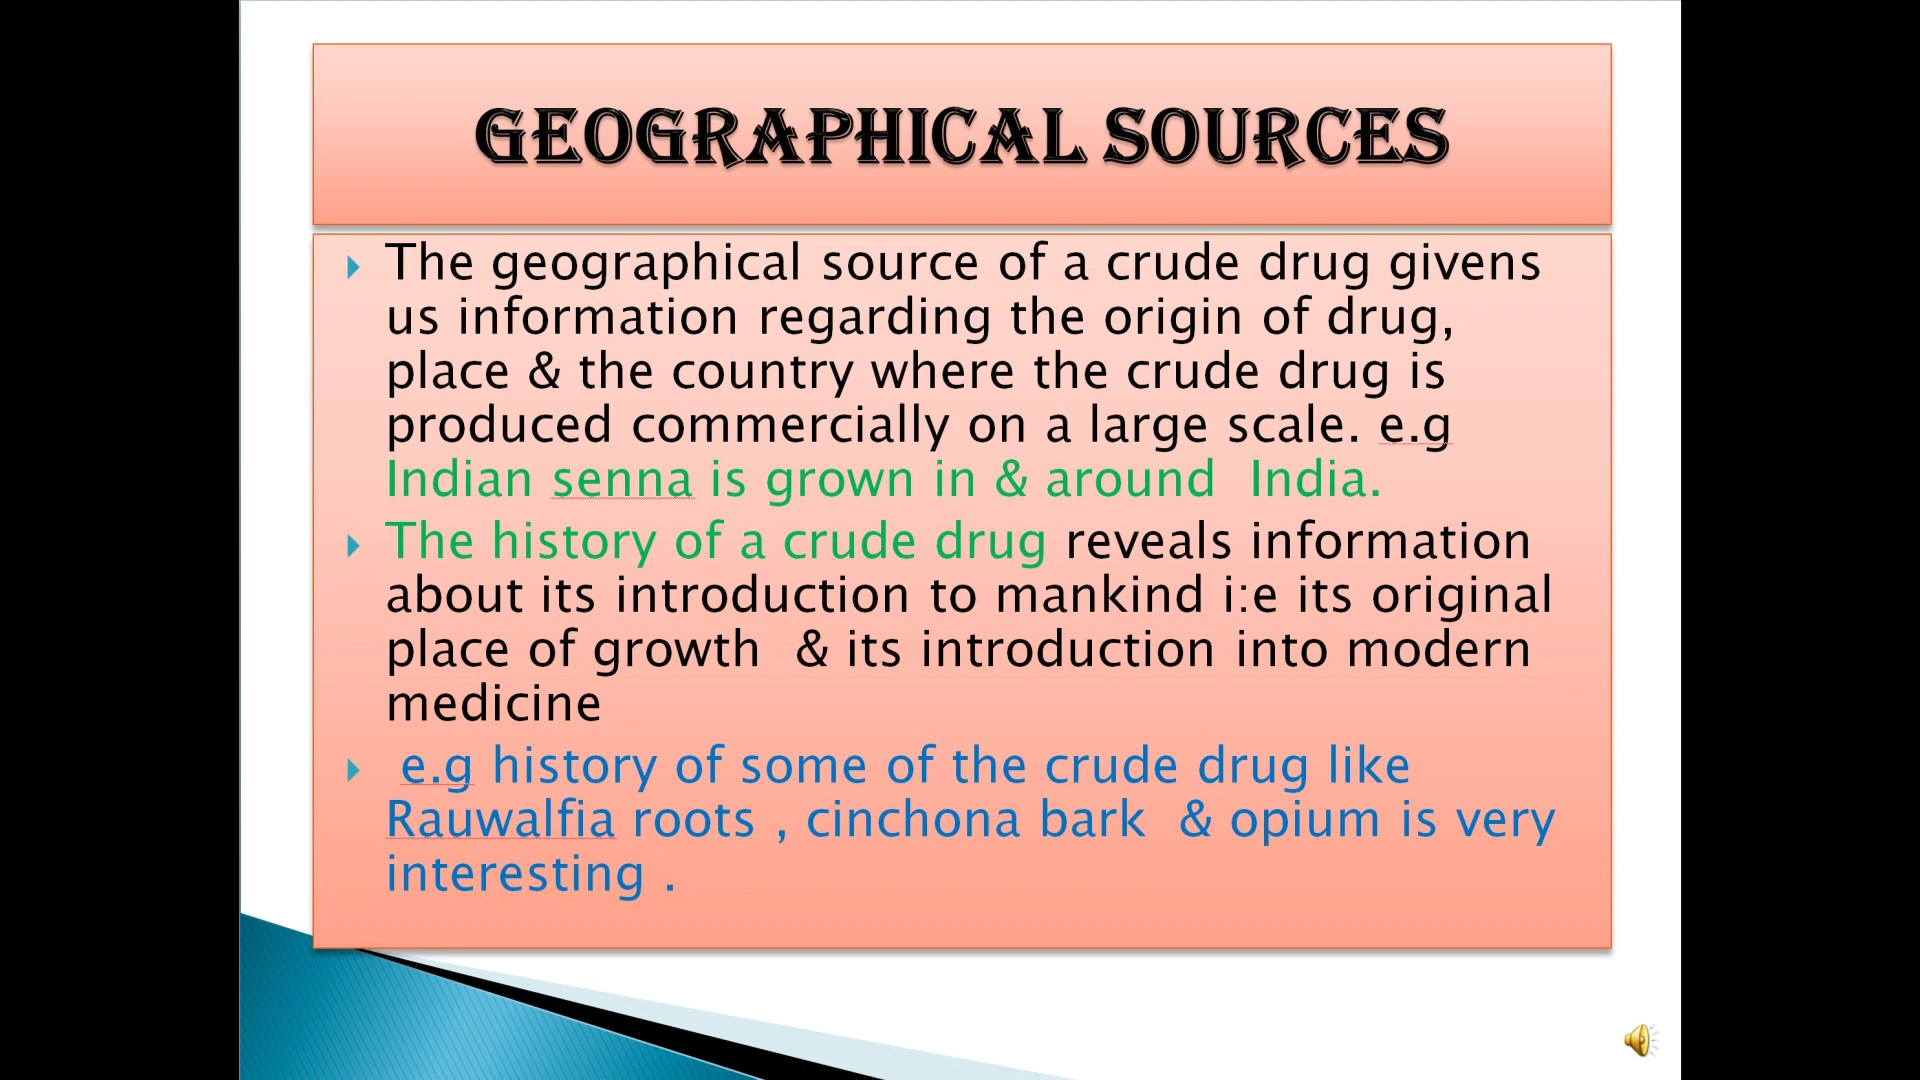 GEOGRAPHICAL SOURCES
The geographical source of a crude drug givens
us information regarding the origin of drug,
place & the country where the crude drug is
produced commercially on a large scale. e.g
Indian senna is grown in & around  India.
The history of a crude drug reveals information
about its introduction to mankind i:e its original
place of growth  & its introduction into modern
medicine
e.g history of some of the crude drug like
Rauwalfia roots , cinchona bark  & opium is very
interesting .